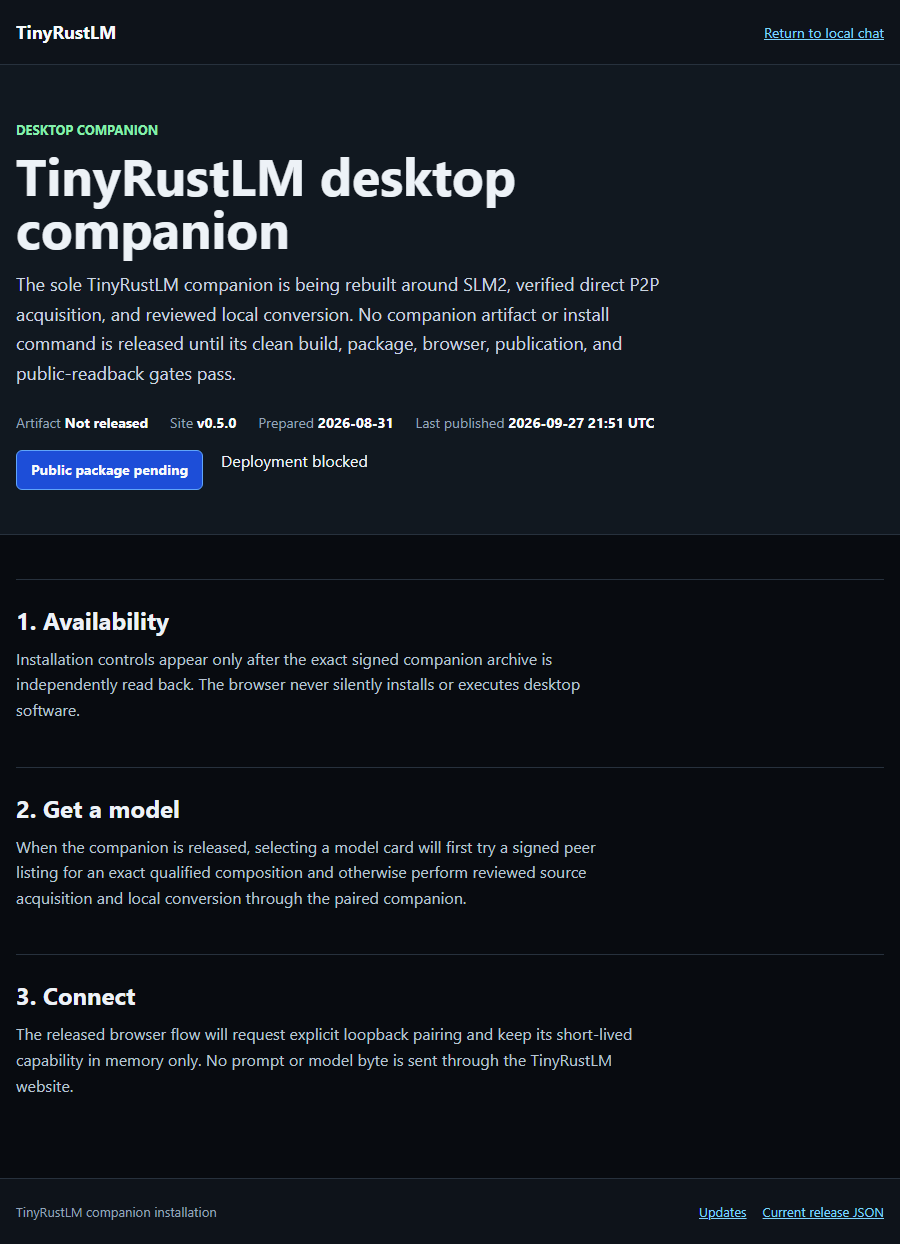 TinyRustLM
Return to local chat
DESKTOP COMPANION
TinyRustLM desktop
companion
The sole TinyRustLM companion is being rebuilt around SLM2, verified direct P2P
acquisition, and reviewed local conversion. No companion artifact or install
command is released until its clean build, package, browser, publication, and
public-readback gates pass.
Artifact Not released Site v0.5.0 Prepared 2026-08-31 Last published 2026-09-27 21:51 UTC
Public package pending
Deployment blocked
1. Availability
Installation controls appear only after the exact signed companion archive is
independently read back. The browser never silently installs or executes desktop
software.
2. Get a model
When the companion is released, selecting a model card will first try a signed peer
listing for an exact qualified composition and otherwise perform reviewed source
acquisition and local conversion through the paired companion.
3. Connect
The released browser flow will request explicit loopback pairing and keep its short-lived
capability in memory only. No prompt or model byte is sent through the TinyRustLM
website.
TinyRustLM companion installation
Updates
Current release JSON